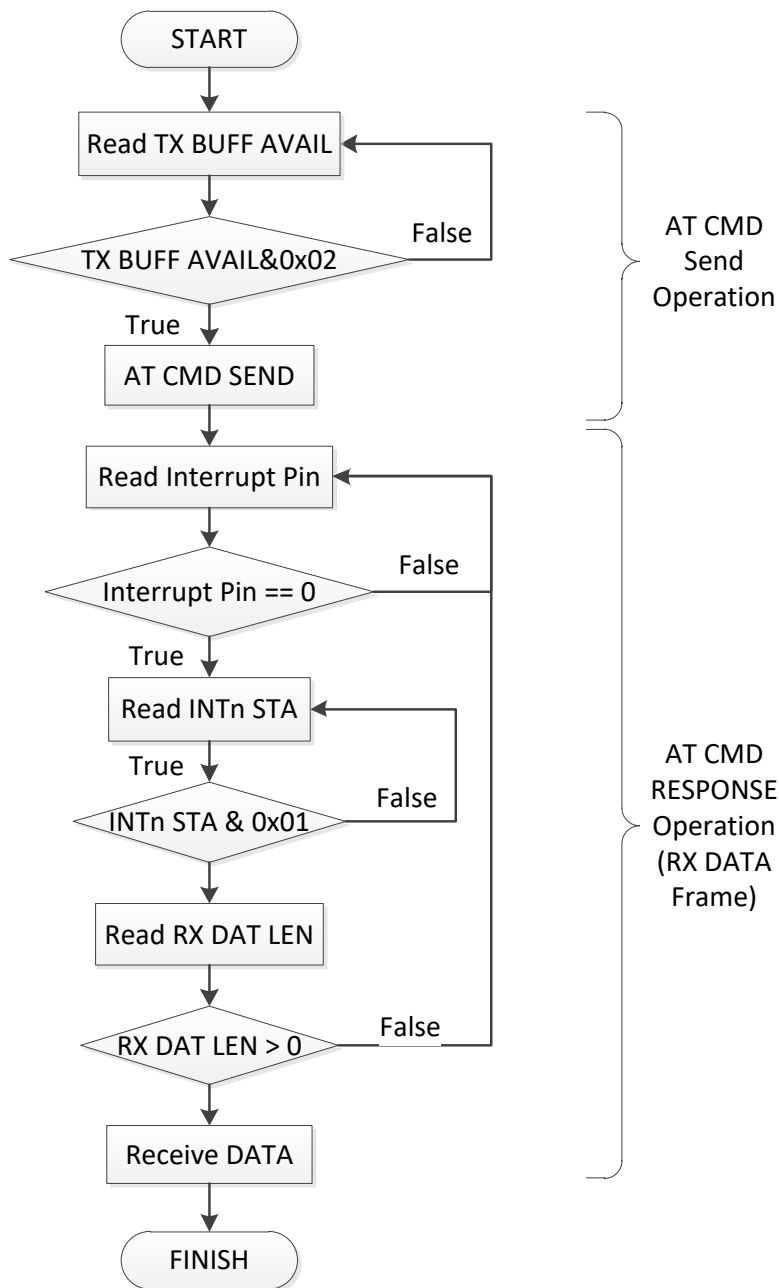 START
Read TX BUFF AVAIL
False
TX BUFF AVAIL&0x02
True
AT CMD SEND
AT CMD
Send
Operation
Read Interrupt Pin
False
Interrupt Pin == 0
True
Read INTn STA
True
False
INTn STA & 0x01
Read RX DAT LEN
False
RX DAT LEN > 0
Receive DATA
FINISH
AT CMD
RESPONSE
Operation
(RX DATA
Frame)